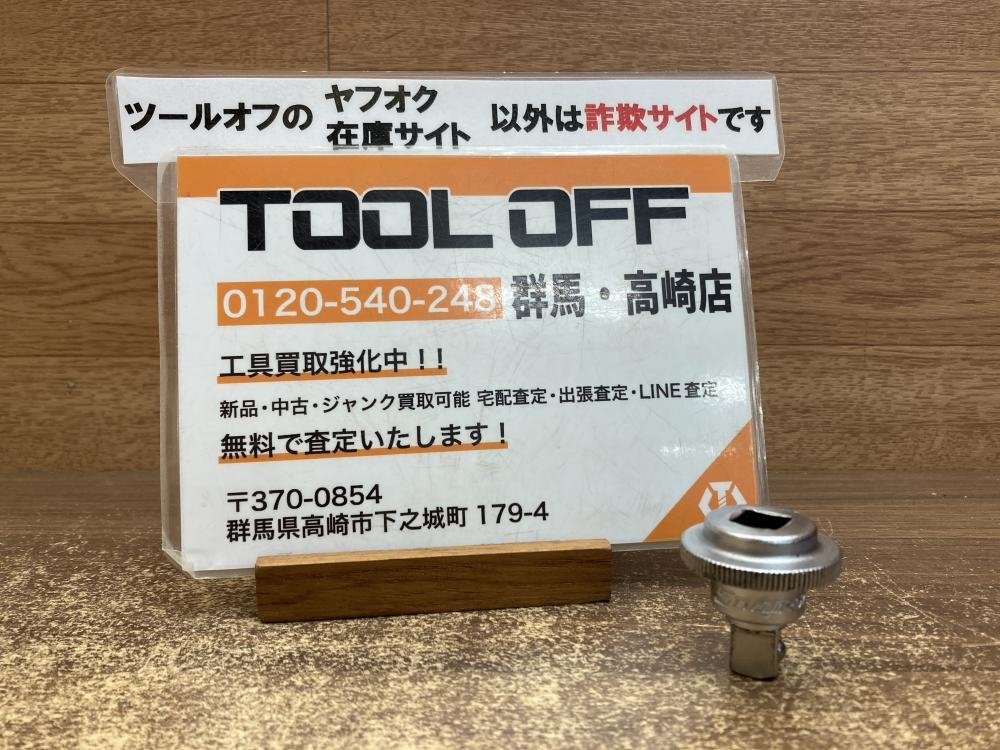 ツールオフの ヤフオク 在庫サイト 以外は詐欺サイトです
TOOL OFF
0120-540-248 群馬・高崎店
工具買取強化中！！
新品・中古・ジャンク買取可能 宅配査定・出張査定・LINE査定
無料で査定いたします！
〒370-0854
群馬県高崎市下之城町 179-4